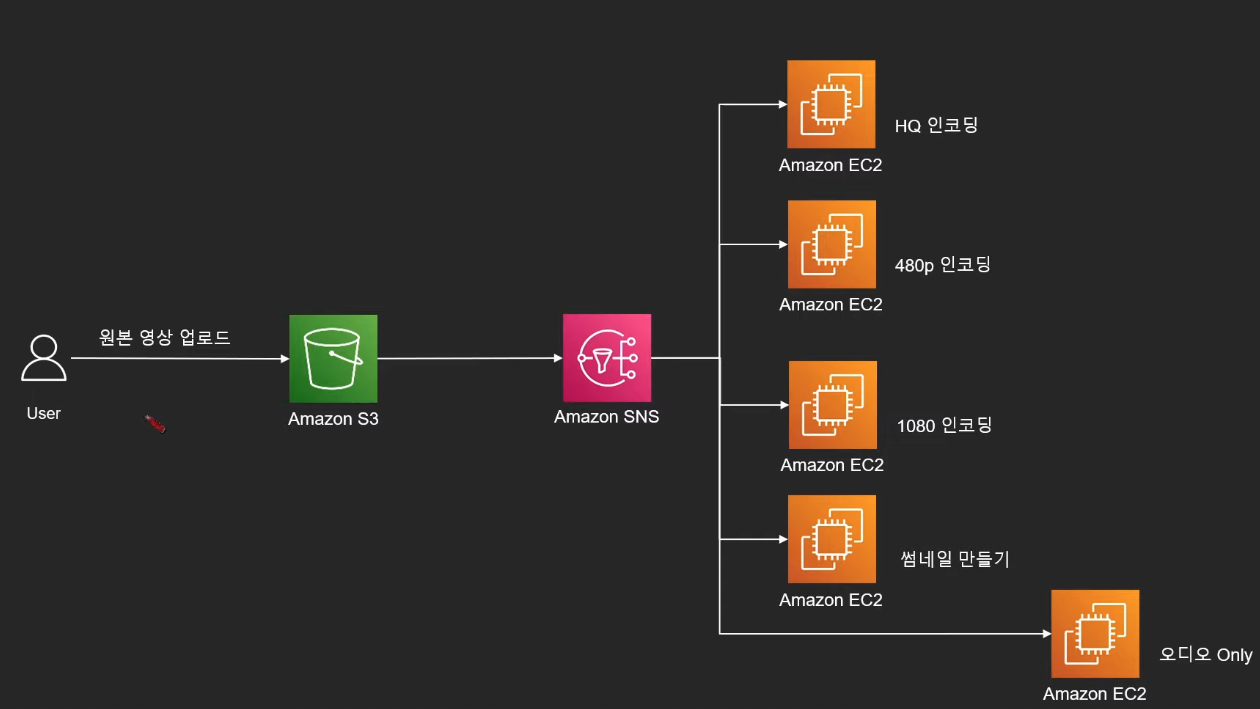 원본 영상 업로드
User
Amazon S3
Amazon SNS
HQ 인코딩
Amazon EC2
480p 인코딩
Amazon EC2
1080 인코딩
Amazon EC2
썸네일 만들기
Amazon EC2
오디오 Only
Amazon EC2